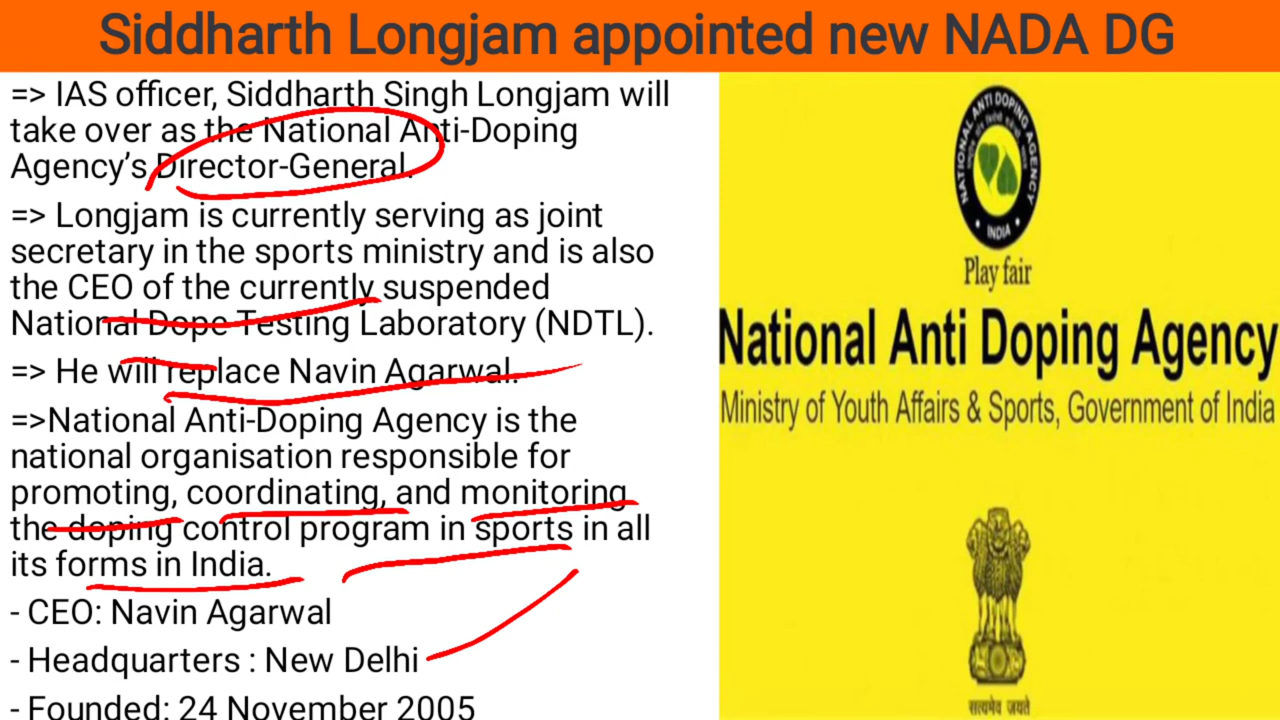 Siddharth Longjam appointed new NADA DG
=> IAS officer, Siddharth Singh Longjam will
take over as the National Anti-Doping
Agency’s Director-General.
=> Longjam is currently serving as joint
secretary in the sports ministry and is also
the CEO of the currently suspended
National Dope Testing Laboratory (NDTL).
=> He will replace Navin Agarwal.
=>National Anti-Doping Agency is the
national organisation responsible for
promoting, coordinating, and monitoring
the doping control program in sports in all
its forms in India.
- CEO: Navin Agarwal
- Headquarters : New Delhi
- Founded: 24 November 2005
NATIONAL ANTI DOPING AGENCY
INDIA
Play fair
National Anti Doping Agency
Ministry of Youth Affairs & Sports, Government of India
सत्यमेव जयते